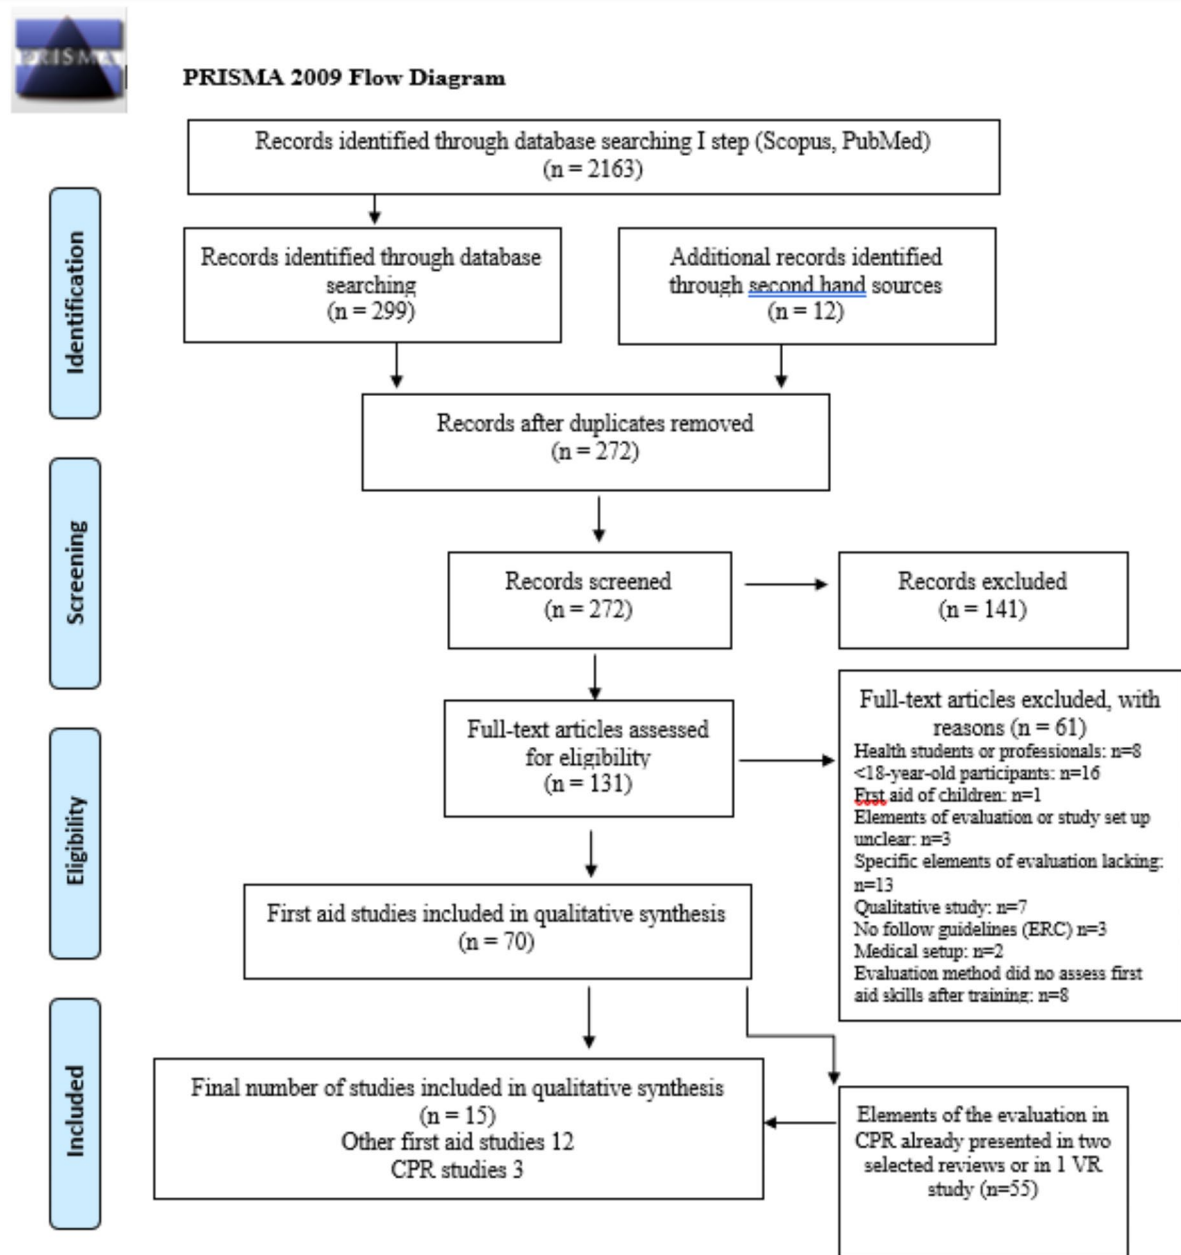 PRISMA
PRISMA 2009 Flow Diagram
Records identified through database searching I step (Scopus, PubMed)
(n = 2163)
Identification
Records identified through database
searching
(n = 299)
Additional records identified
through second hand sources
(n = 12)
Records after duplicates removed
(n = 272)
Screening
Records screened
(n = 272)
Records excluded
(n = 141)
Eligibility
Full-text articles assessed
for eligibility
(n = 131)
Full-text articles excluded, with
reasons (n = 61)
Health students or professionals: n=8
<18-year-old participants: n=16
Frst aid of children: n=1
Elements of evaluation or study set up
unclear: n=3
Specific elements of evaluation lacking:
n=13
Qualitative study: n=7
No follow guidelines (ERC) n=3
Medical setup: n=2
Evaluation method did no assess first
aid skills after training: n=8
First aid studies included in qualitative synthesis
(n = 70)
Included
Final number of studies included in qualitative synthesis
(n = 15)
Other first aid studies 12
CPR studies 3
Elements of the evaluation in
CPR already presented in two
selected reviews or in 1 VR
study (n=55)